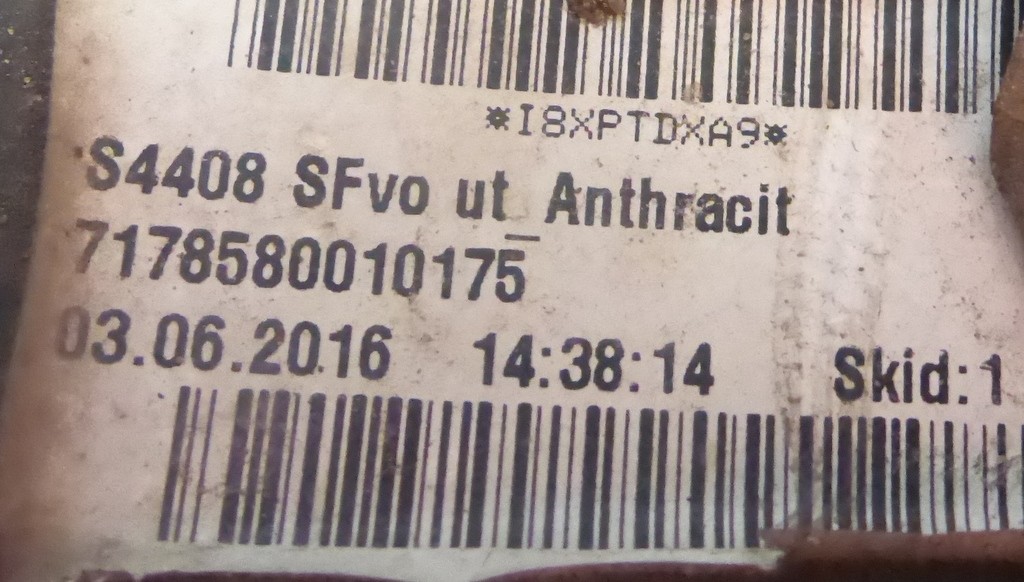 *I8XPTDXA9*
S4408 SFvo ut_Anthracit
7178580010175
03.06.2016 14:38:14 Skid:1